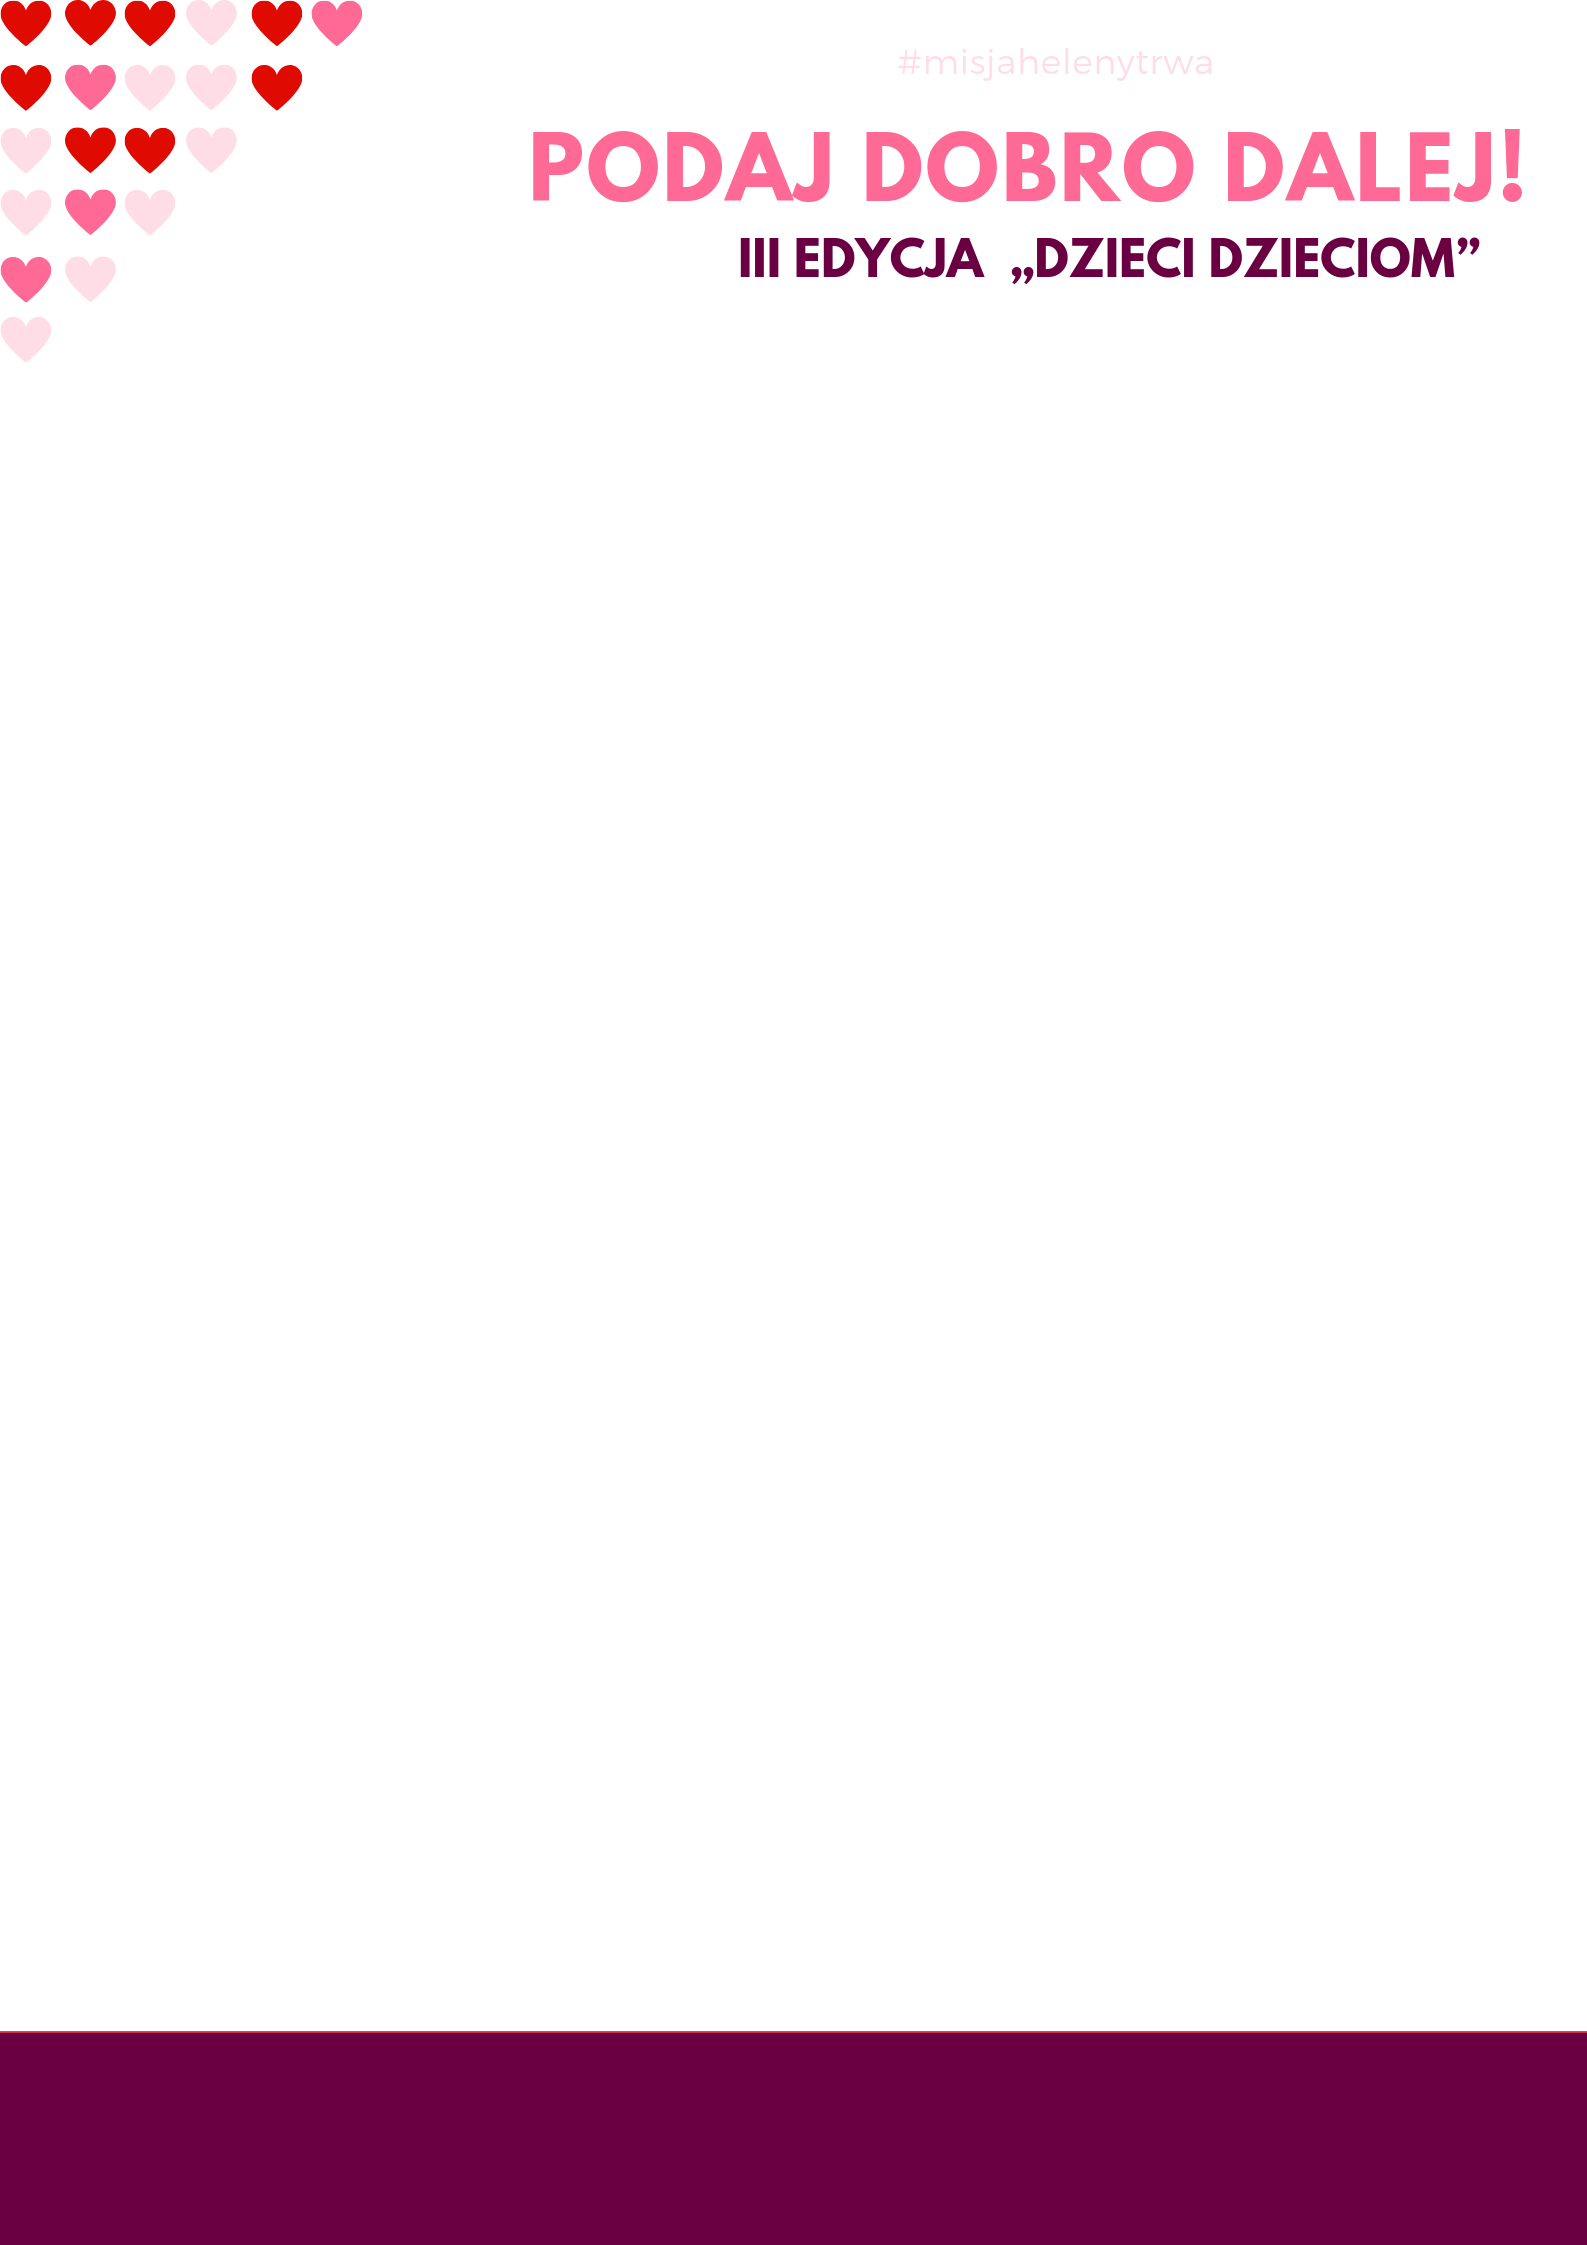 #misjahelenytrwa
PODAJ DOBRO DALEJ!
III EDYCJA „DZIECI DZIECIOM”